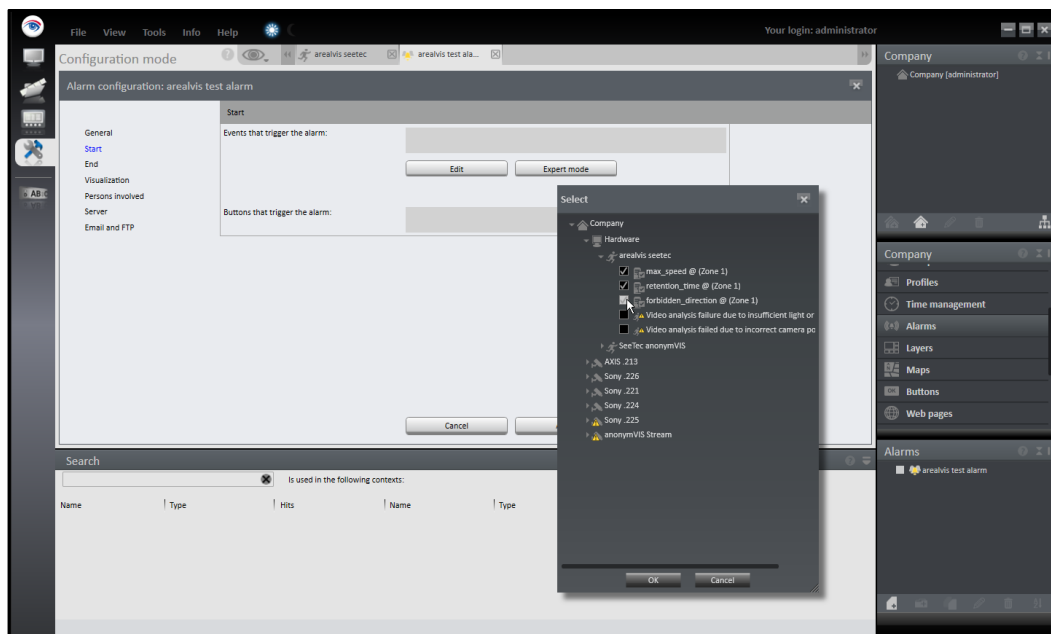 File View Tools Info Help
Your login: administrator
Configuration mode
arealvis seetec
arealvis test ala...
Company
Company [administrator]
Alarm configuration: arealvis test alarm
Start
General
Start
End
Visualization
Persons involved
Server
Email and FTP
Events that trigger the alarm:
Edit
Expert mode
Buttons that trigger the alarm:
Cancel
Select
Company
Hardware
arealvis seetec
max_speed @ (Zone 1)
retention_time @ (Zone 1)
forbidden_direction @ (Zone 1)
Video analysis failure due to insufficient light or
Video analysis failed due to incorrect camera po
SeeTec anonymVIS
AXIS .213
Sony .226
Sony .221
Sony .224
Sony .225
anonymVIS Stream
OK
Cancel
Company
Profiles
Time management
Alarms
Layers
Maps
Buttons
Web pages
Alarms
arealvis test alarm
Search
Is used in the following contexts:
Name Type Hits Name Type